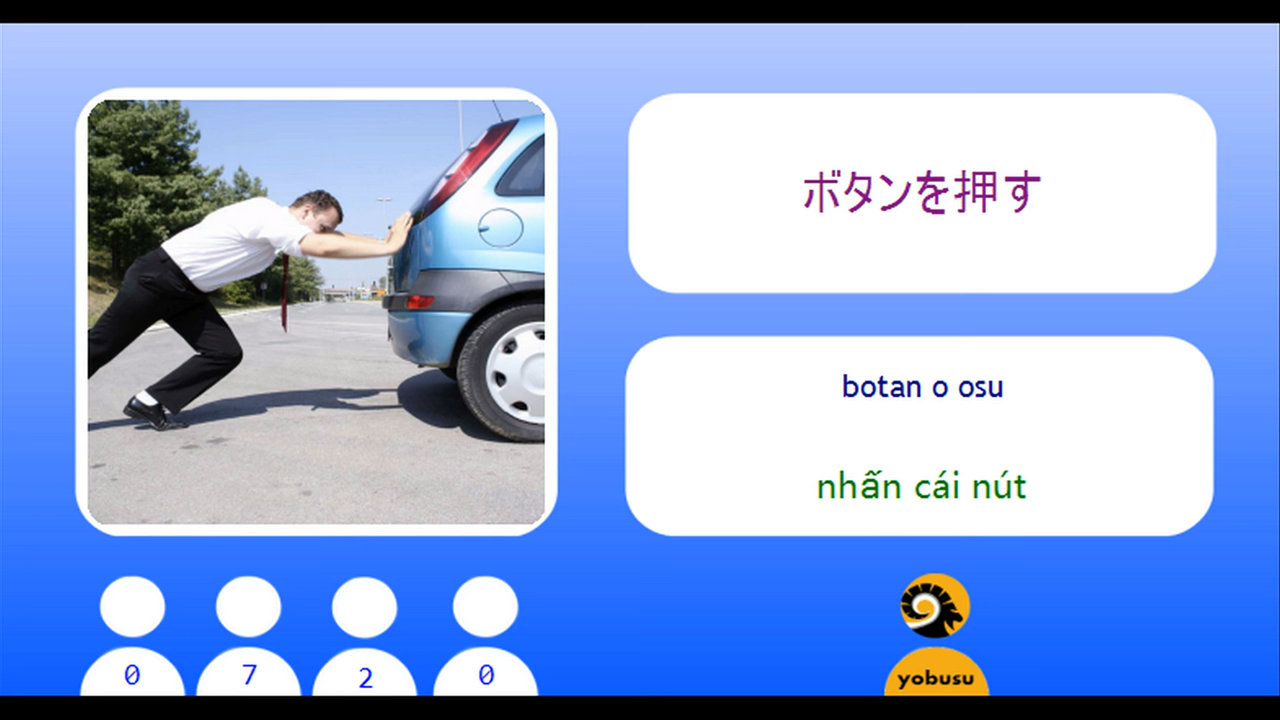 ボタンを押す
botan o osu
nhấn cái nút
0 7 2 0
yobusu